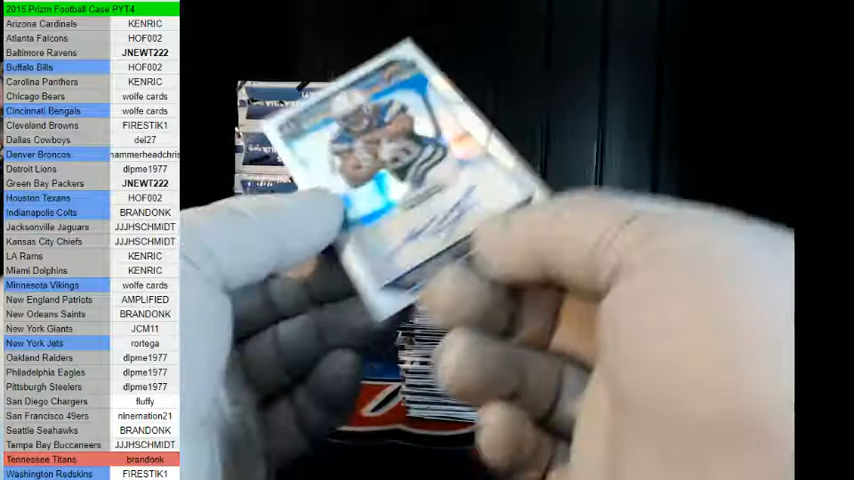 2015 Prizm Football Case PYT4
Arizona Cardinals KENRIC
Atlanta Falcons HOF002
Baltimore Ravens JNEWT222
Buffalo Bills HOF002
Carolina Panthers KENRIC
Chicago Bears wolfe cards
Cincinnati Bengals wolfe cards
Cleveland Browns FIRESTIK1
Dallas Cowboys del27
Denver Broncos hammerheadchris
Detroit Lions dlpme1977
Green Bay Packers JNEWT222
Houston Texans HOF002
Indianapolis Colts BRANDONK
Jacksonville Jaguars JJJHSCHMIDT
Kansas City Chiefs JJJHSCHMIDT
LA Rams KENRIC
Miami Dolphins KENRIC
Minnesota Vikings wolfe cards
New England Patriots AMPLIFIED
New Orleans Saints BRANDONK
New York Giants JCM11
New York Jets rortega
Oakland Raiders dlpme1977
Philadelphia Eagles dlpme1977
Pittsburgh Steelers dlpme1977
San Diego Chargers fluffy
San Francisco 49ers ninernation21
Seattle Seahawks BRANDONK
Tampa Bay Buccaneers JJJHSCHMIDT
Tennessee Titans brandonk
Washington Redskins FIRESTIK1